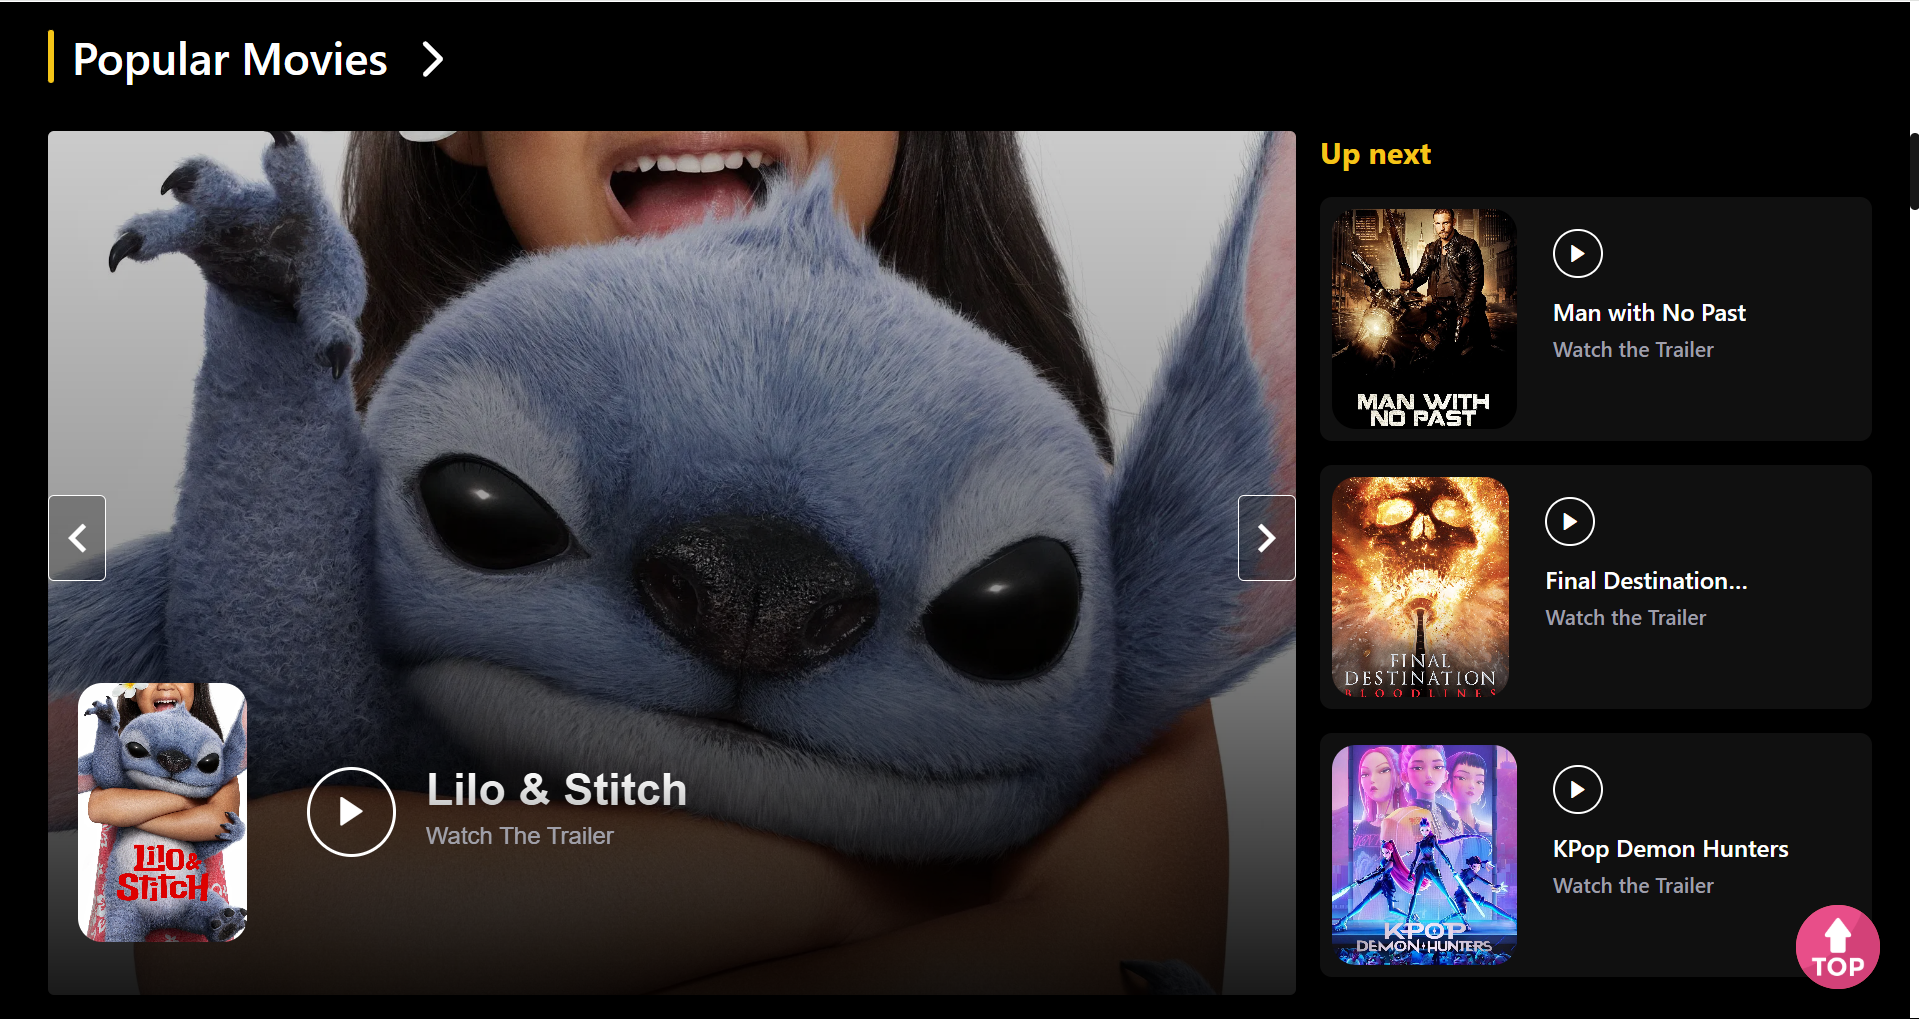 Popular Movies
Up next
MAN WITH
NO PAST
Man with No Past
Watch the Trailer
FINAL
DESTINATION
BLOODLINES
Final Destination...
Watch the Trailer
K-POP
DEMON HUNTERS
KPop Demon Hunters
Watch the Trailer
LiLO &
STiTCH
Lilo & Stitch
Watch The Trailer
TOP